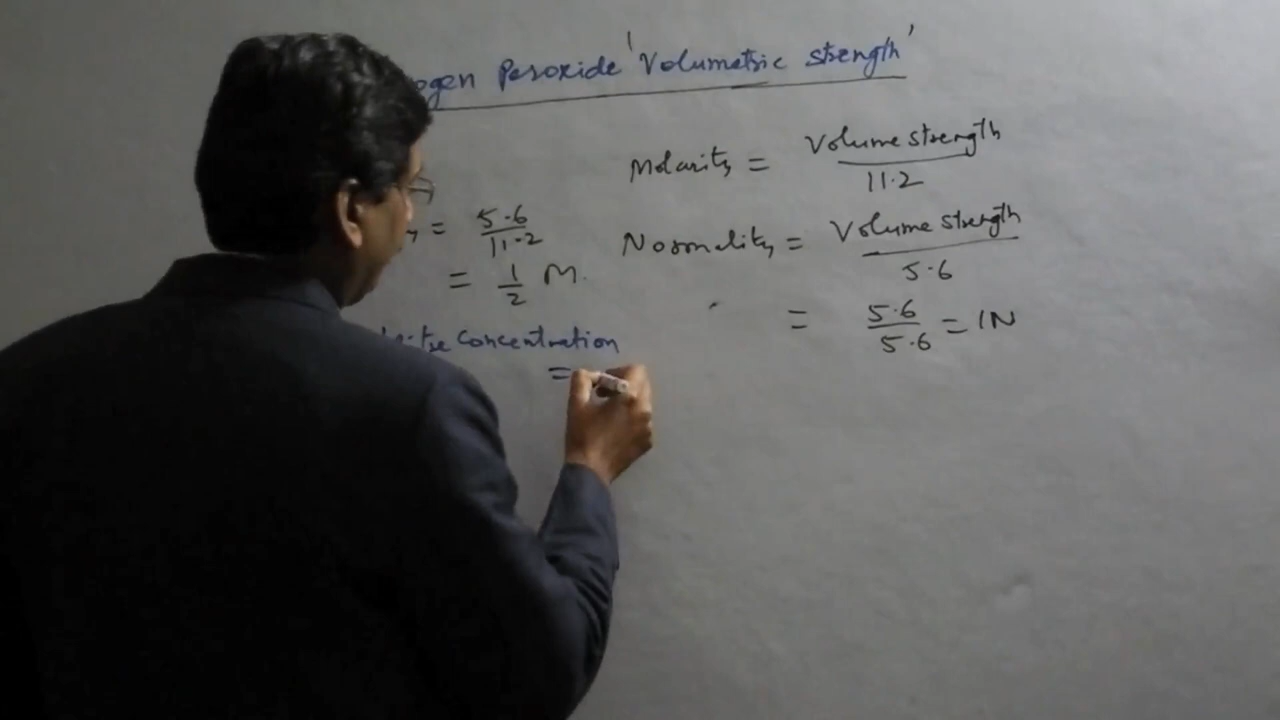 ogen Peroxide 'Volumetric strength'
Molarity = Volume strength
11.2
y = 5.6
11.2
= 1/2 M.
Normality = Volume strength
5.6
= 5.6
5.6 = 1N
concentration
=